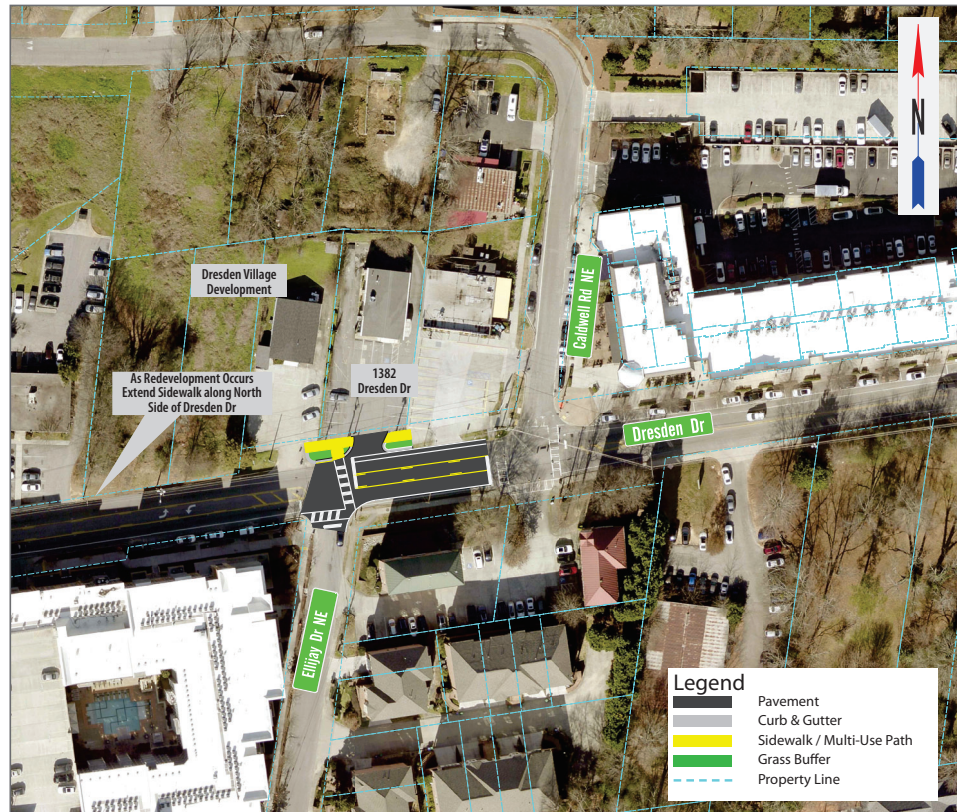 N
Dresden Village
Development
Caldwell Rd NE
As Redevelopment Occurs
Extend Sidewalk along North
Side of Dresden Dr
1382
Dresden Dr
Dresden Dr
Ellijay Dr NE
Legend
Pavement
Curb & Gutter
Sidewalk / Multi-Use Path
Grass Buffer
Property Line